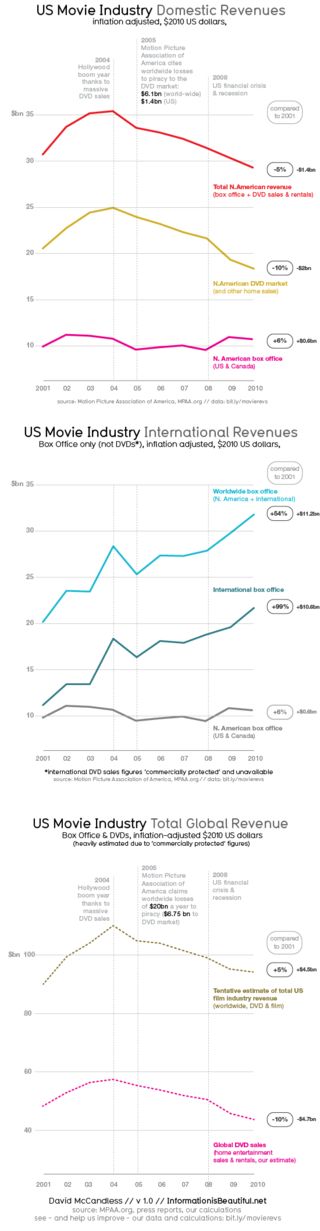 US Movie Industry Domestic Revenues
inflation adjusted, $2010 US dollars,
2004
Hollywood
boom year
thanks to
massive
DVD sales
2005
Motion Picture
Association of
America cites
worldwide losses
to piracy to the
DVD market:
$6.1bn (world-wide)
$1.4bn (US)
2008
US financial crisis
& recession
compared
to 2001
$bn 35
30
25
20
15
10
-5% -$1.4bn
Total N.American revenue
(box office + DVD sales & rentals)
-10% -$2bn
N.American DVD market
(and other home sales)
+6% +$0.6bn
N. American box office
(US & Canada)
2001 02 03 04 05 06 07 08 09 2010
source: Motion Picture Association of America, MPAA.org // data: bit.ly/movierevs
US Movie Industry International Revenues
Box Office only (not DVDs*), inflation adjusted, $2010 US dollars,
compared
to 2001
$bn 35
30
25
20
15
10
Worldwide box office
(N. America + international)
+54% +$11.2bn
International box office
+99% +$10.6bn
+6% +$0.6bn
N. American box office
(US & Canada)
2001 02 03 04 05 06 07 08 09 2010
*International DVD sales figures 'commercially protected' and unavailable
source: Motion Picture Association of America, MPAA.org // data: bit.ly/movierevs
US Movie Industry Total Global Revenue
Box Office & DVDs, inflation-adjusted $2010 US dollars
(heavily estimated due to 'commercially protected' figures)
2004
Hollywood
boom year
thanks to
massive
DVD sales
2005
Motion Picture
Association of
America claims
worldwide losses
of $20bn a year to
piracy ($6.75 bn to
DVD market)
2008
US financial
crisis &
recession
compared
to 2001
$bn 100
80
60
40
+5% +$4.5bn
Tentative estimate of total US
film industry revenue
(worldwide, DVD & film)
-10% -$4.7bn
Global DVD sales
(home entertainment
sales & rentals, our estimate)
2001 02 03 04 05 06 07 08 09 2010
David McCandless // v 1.0 // InformationisBeautiful.net
source: MPAA.org, press reports, our calculations
see - and help us improve - our data and calculations: bit.ly/movierevs